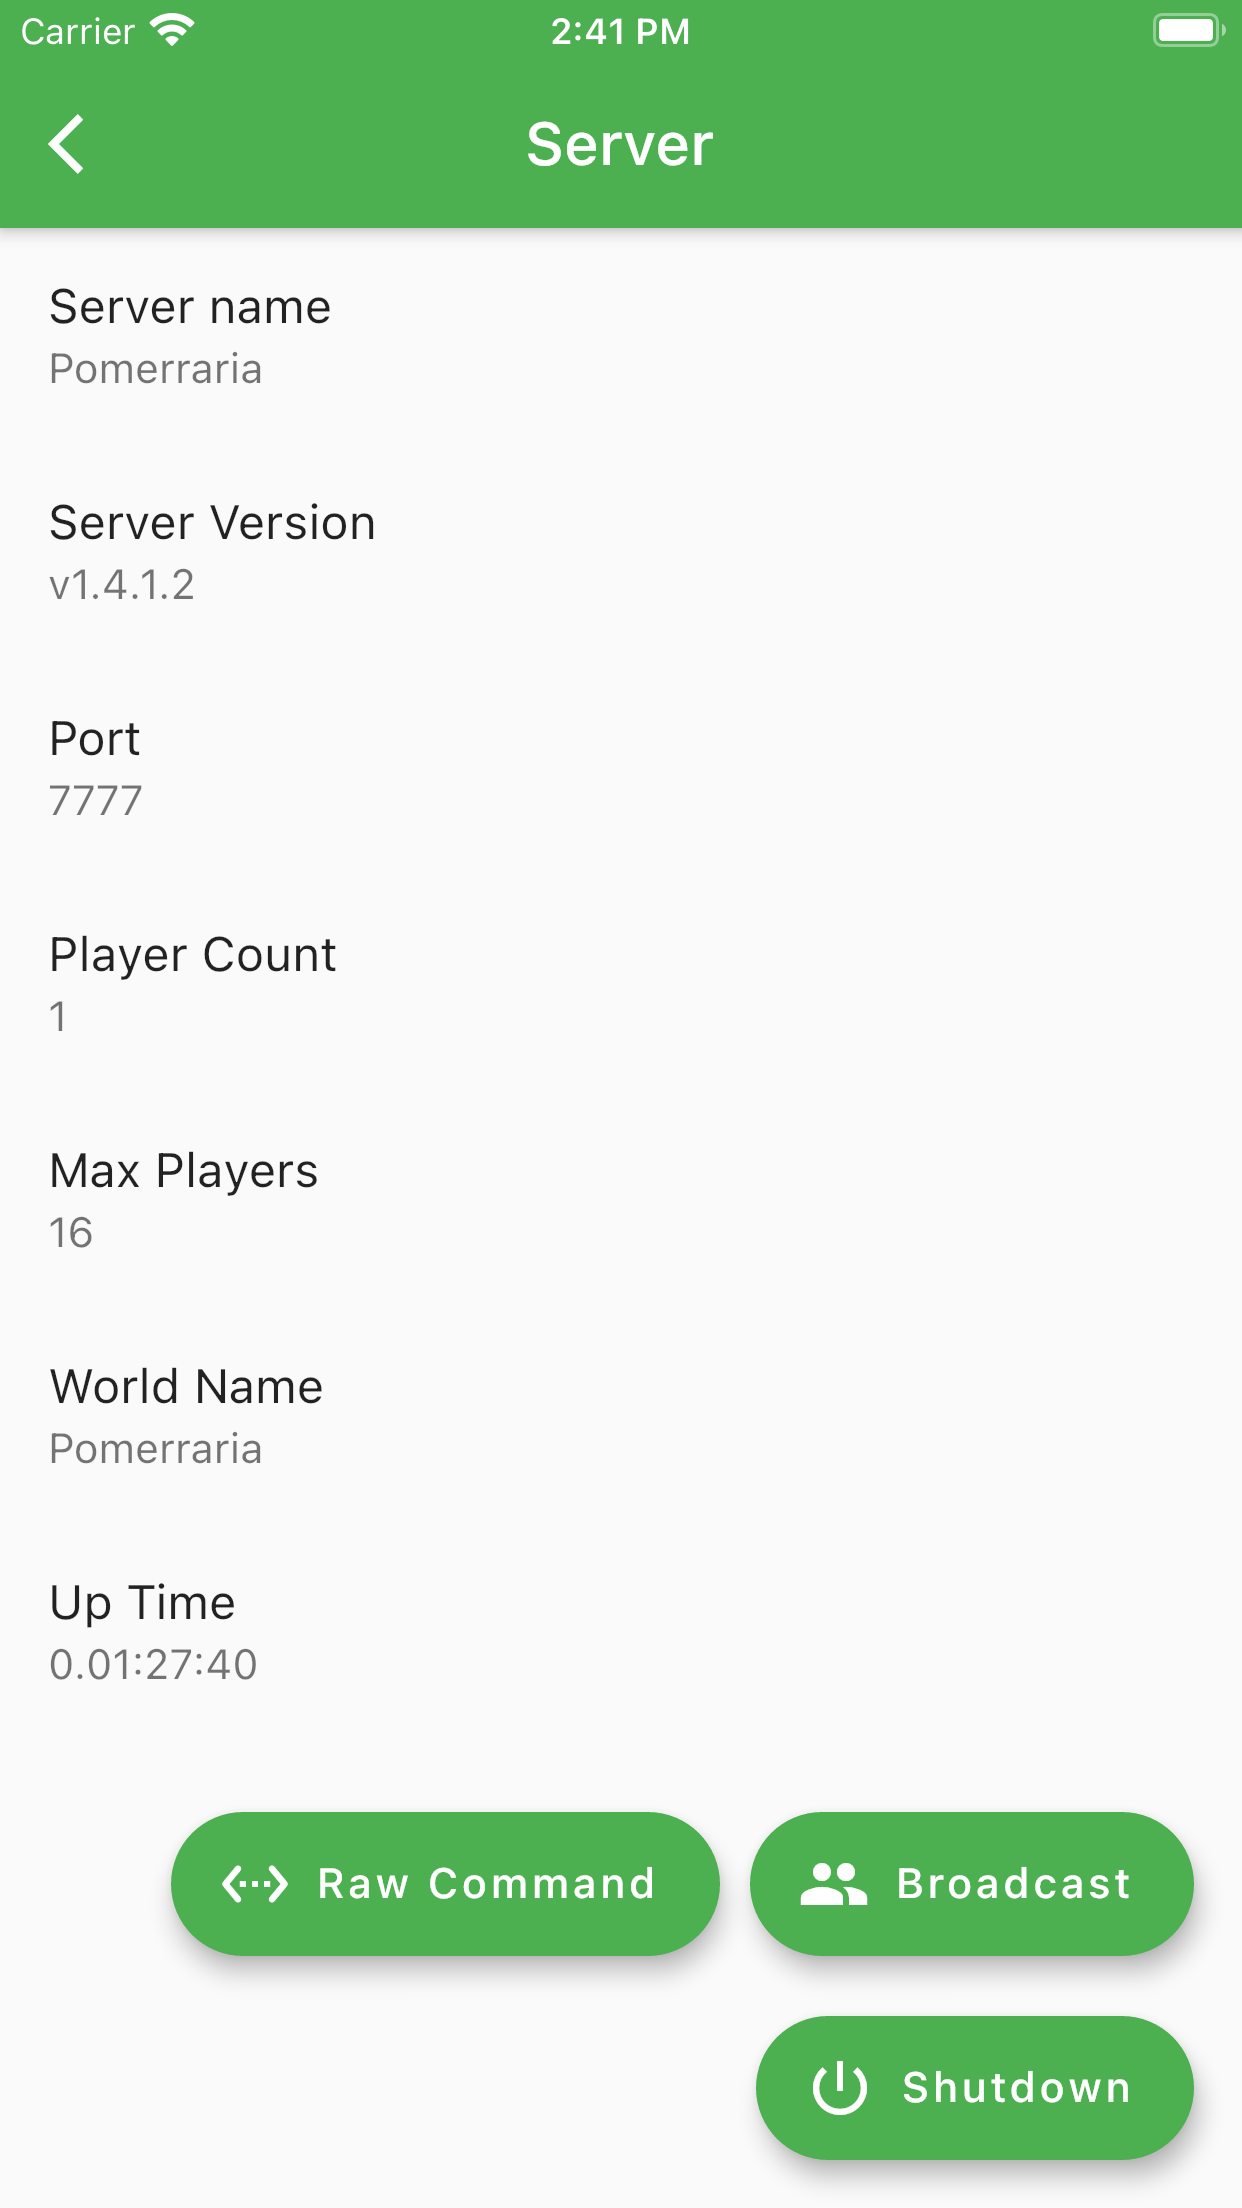 Carrier 2:41 PM
Server
Server name
Pomerraria
Server Version
v1.4.1.2
Port
7777
Player Count
1
Max Players
16
World Name
Pomerraria
Up Time
0.01:27:40
Raw Command Broadcast
Shutdown